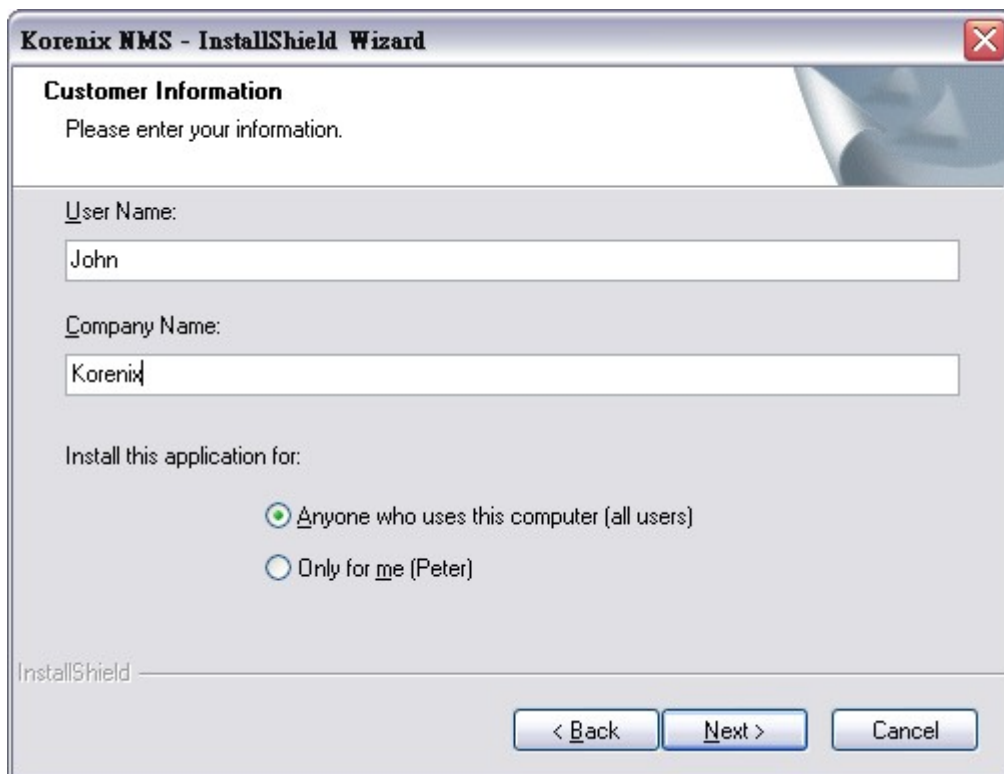 Korenix NMS - InstallShield Wizard
Customer Information
Please enter your information.
User Name:
John
Company Name:
Korenix
Install this application for:
Anyone who uses this computer (all users)
Only for me (Peter)
InstallShield
< Back Next > Cancel